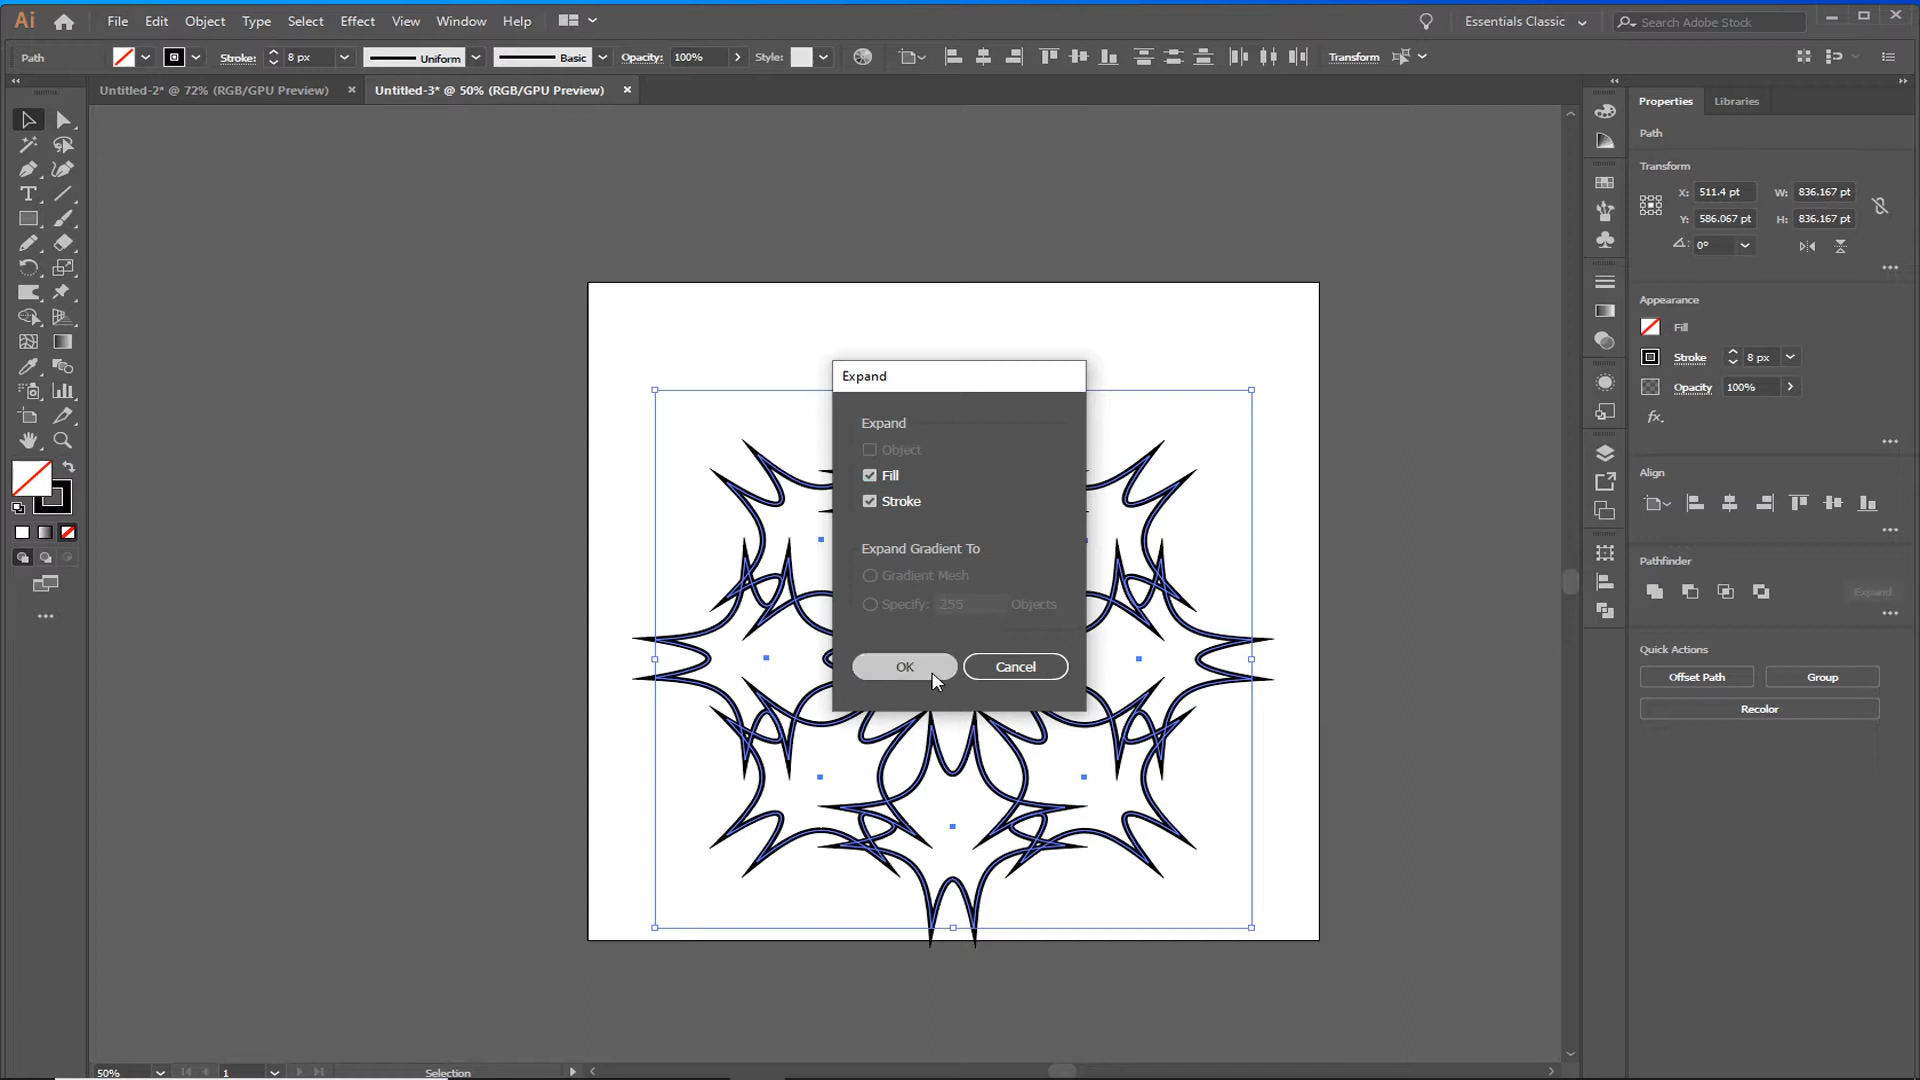 Ai File Edit Object Type Select Effect View Window Help Essentials Classic Search Adobe Stock
Path Stroke: 8 px Uniform Basic Opacity: 100% Style: Transform
Untitled-2* @ 72% (RGB/GPU Preview) Untitled-3* @ 50% (RGB/GPU Preview)
Properties Libraries
Path
Transform
X: 511.4 pt W: 836.167 pt
Y: 586.067 pt H: 836.167 pt
0°
Appearance
Fill
Stroke 8 px
Opacity 100%
fx
Align
Pathfinder
Expand
Quick Actions
Offset Path Group
Recolor
Expand
Expand
Object
Fill
Stroke
Expand Gradient To
Gradient Mesh
Specify: 255 Objects
OK Cancel
50% 1 Selection